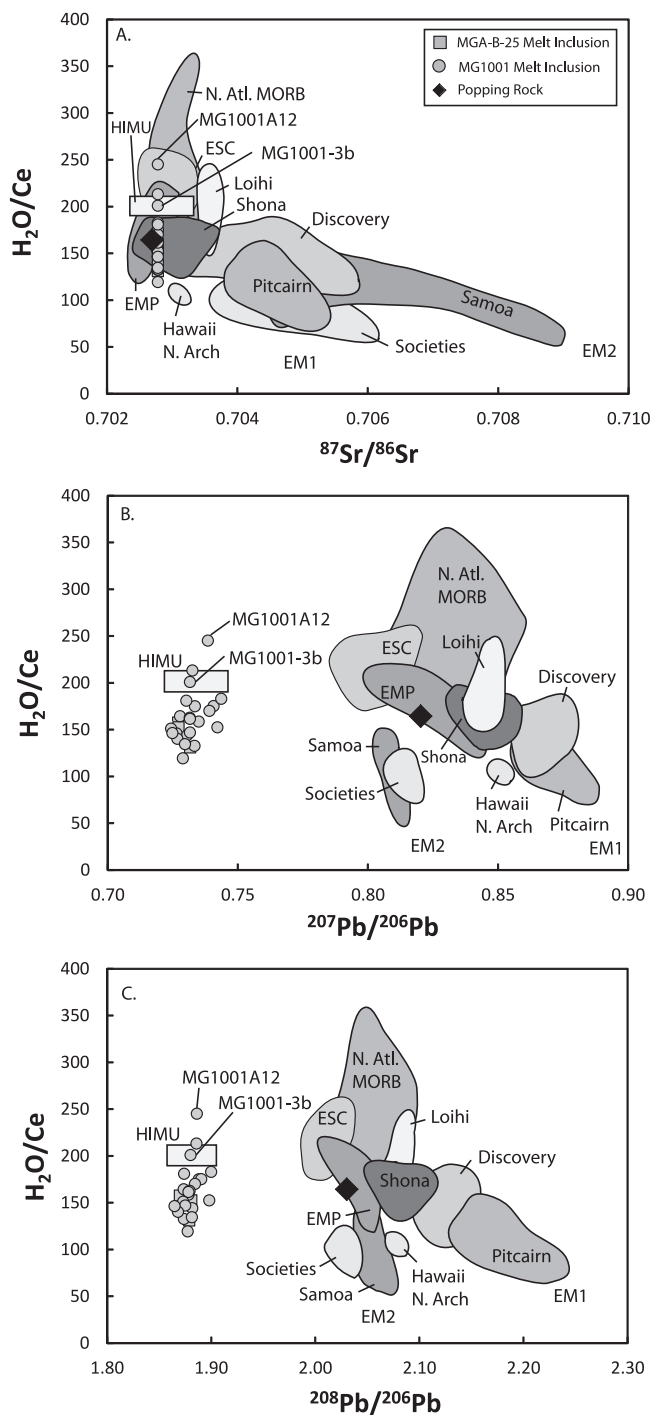 A.
MGA-B-25 Melt Inclusion
MG1001 Melt Inclusion
Popping Rock
N. Atl. MORB
MG1001A12
HIMU
ESC
MG1001-3b
Loihi
Shona
Discovery
Pitcairn
Samoa
EMP
Hawaii
N. Arch
EM1
Societies
EM2
H₂O/Ce
400
350
300
250
200
150
100
50
0
0.702
0.704
0.706
0.708
0.710
⁸⁷Sr/⁸⁶Sr
B.
N. Atl.
MORB
MG1001A12
ESC
Loihi
HIMU
MG1001-3b
EMP
Discovery
Samoa
Shona
Societies
Hawaii
N. Arch
Pitcairn
EM2
EM1
H₂O/Ce
400
350
300
250
200
150
100
50
0
0.70
0.75
0.80
0.85
0.90
²⁰⁷Pb/²⁰⁶Pb
C.
N. Atl.
MORB
MG1001A12
MG1001-3b
ESC
Loihi
HIMU
Shona
Discovery
EMP
Societies
Hawaii
N. Arch
Pitcairn
Samoa
EM2
EM1
H₂O/Ce
400
350
300
250
200
150
100
50
0
1.80
1.90
2.00
2.10
2.20
2.30
²⁰⁸Pb/²⁰⁶Pb